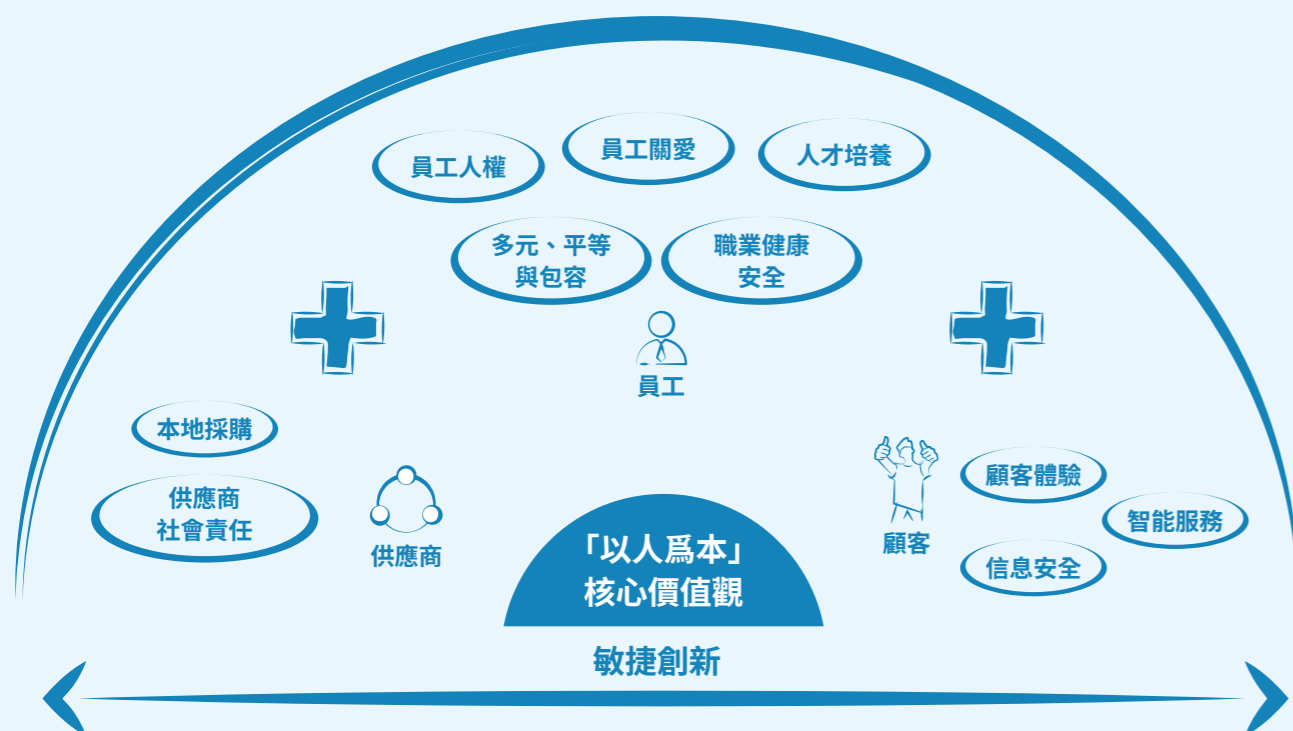 員工人權
員工關愛
人才培養
多元、平等
與包容
職業健康
安全
員工
本地採購
供應商
社會責任
供應商
顧客
顧客體驗
智能服務
信息安全
「以人爲本」
核心價值觀
敏捷創新